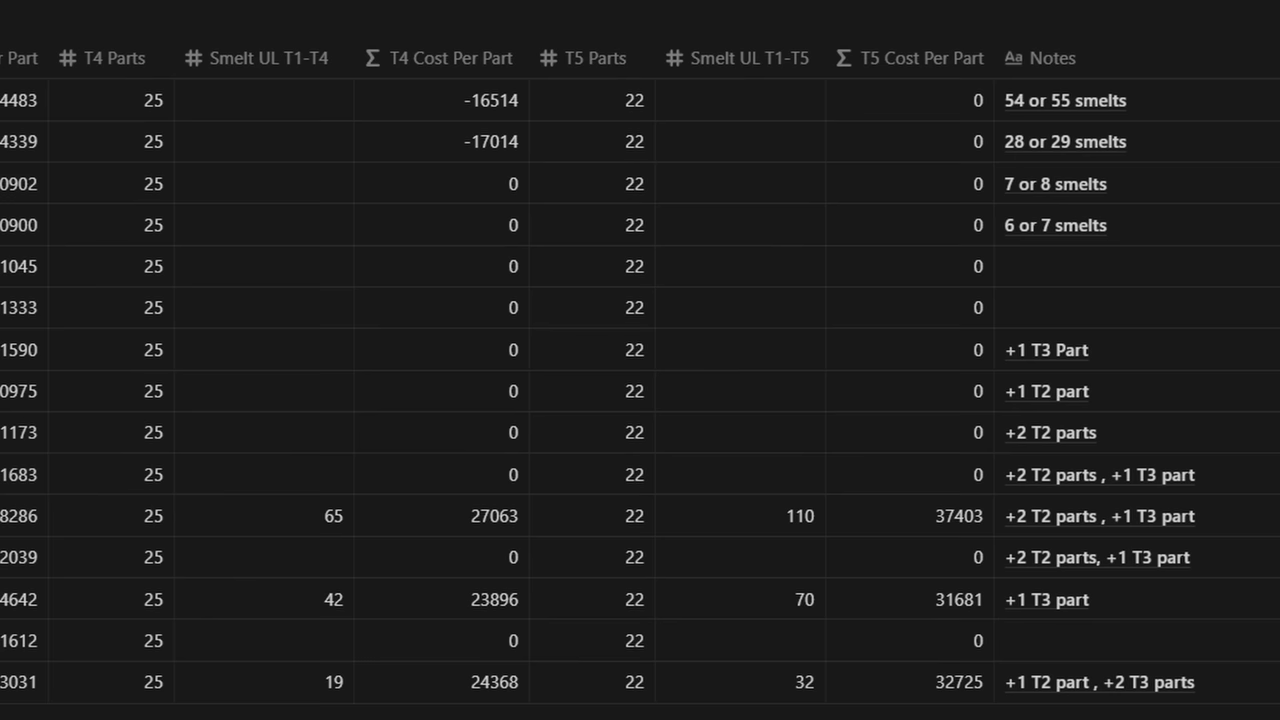 r Part T4 Parts Smelt UL T1-T4 Σ T4 Cost Per Part T5 Parts Smelt UL T1-T5 Σ T5 Cost Per Part Aa Notes
4483 25 -16514 22 0 54 or 55 smelts
4339 25 -17014 22 0 28 or 29 smelts
0902 25 0 22 0 7 or 8 smelts
0900 25 0 22 0 6 or 7 smelts
1045 25 0 22 0
1333 25 0 22 0
1590 25 0 22 0 +1 T3 Part
0975 25 0 22 0 +1 T2 part
1173 25 0 22 0 +2 T2 parts
1683 25 0 22 0 +2 T2 parts , +1 T3 part
8286 25 65 27063 22 110 37403 +2 T2 parts , +1 T3 part
2039 25 0 22 0 +2 T2 parts, +1 T3 part
4642 25 42 23896 22 70 31681 +1 T3 part
1612 25 0 22 0
3031 25 19 24368 22 32 32725 +1 T2 part , +2 T3 parts